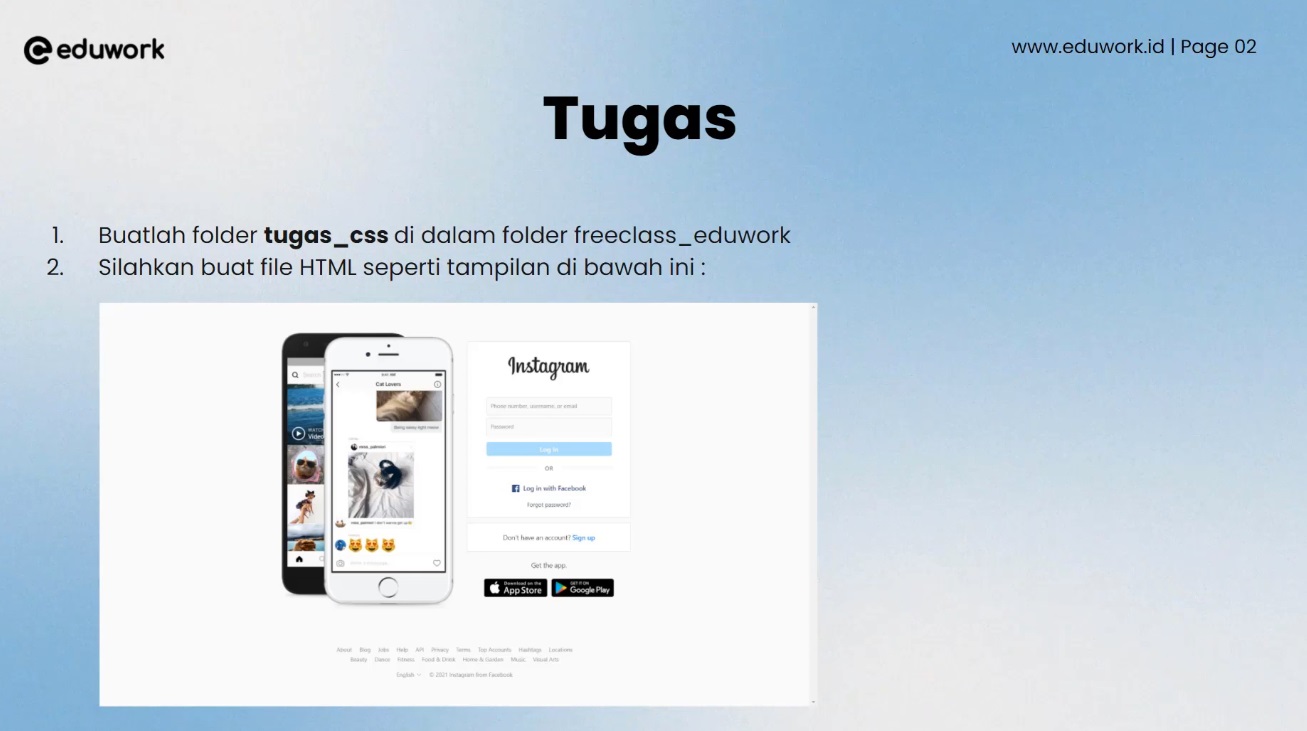 eduwork
www.eduwork.id | Page 02
Tugas
1. Buatlah folder tugas_css di dalam folder freeclass_eduwork
2. Silahkan buat file HTML seperti tampilan di bawah ini :
Search
Cat Lovers
WATCH
Video
Instagram
Phone number, username, or email
Password
Log In
OR
Log in with Facebook
Forgot password?
Don't have an account? Sign up
Get the app.
Download on the
App Store
GET IT ON
Google Play
About Blog Jobs Help API Privacy Terms Top Accounts Hashtags Locations
Beauty Dance Fitness Food & Drink Home & Garden Music Visual Arts
English © 2021 Instagram from Facebook